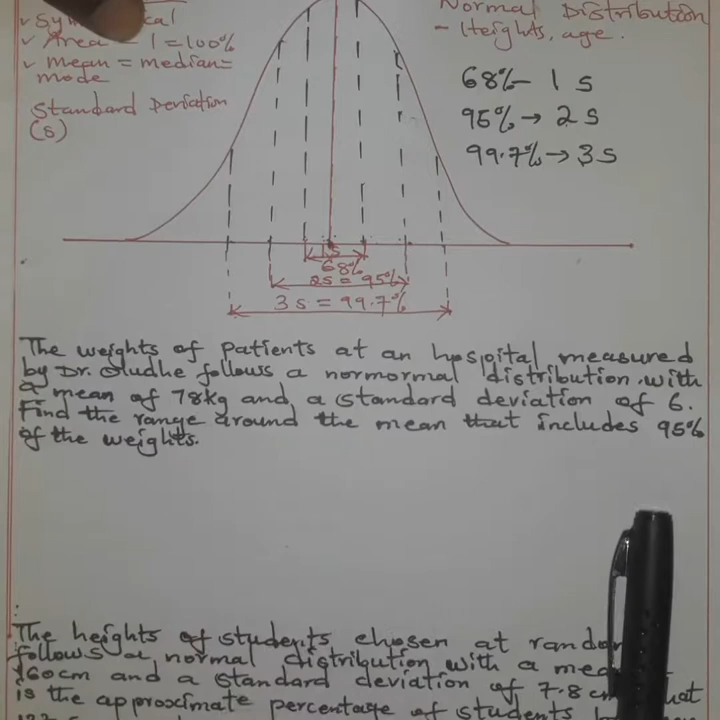 Normal Distribution
- Heights, age.
✓ Area 1 = 100%
✓ mean = median =
mode
Standard Deviation
(s)
68% – 1 s
95% → 2 s
99.7% → 3 s
1s
68%
2s = 95%
3 s = 99.7%
The weights of patients at an hospital measured
by Dr. Oludhe follows a normormal distribution with
a mean of 78kg and a standard deviation of 6.
Find the range around the mean that includes 95%
of the weights.
The heights of students chosen at random
follows a normal distribution with a
160cm and a standard deviation of 7.8 cm
is the approximate percentage of students